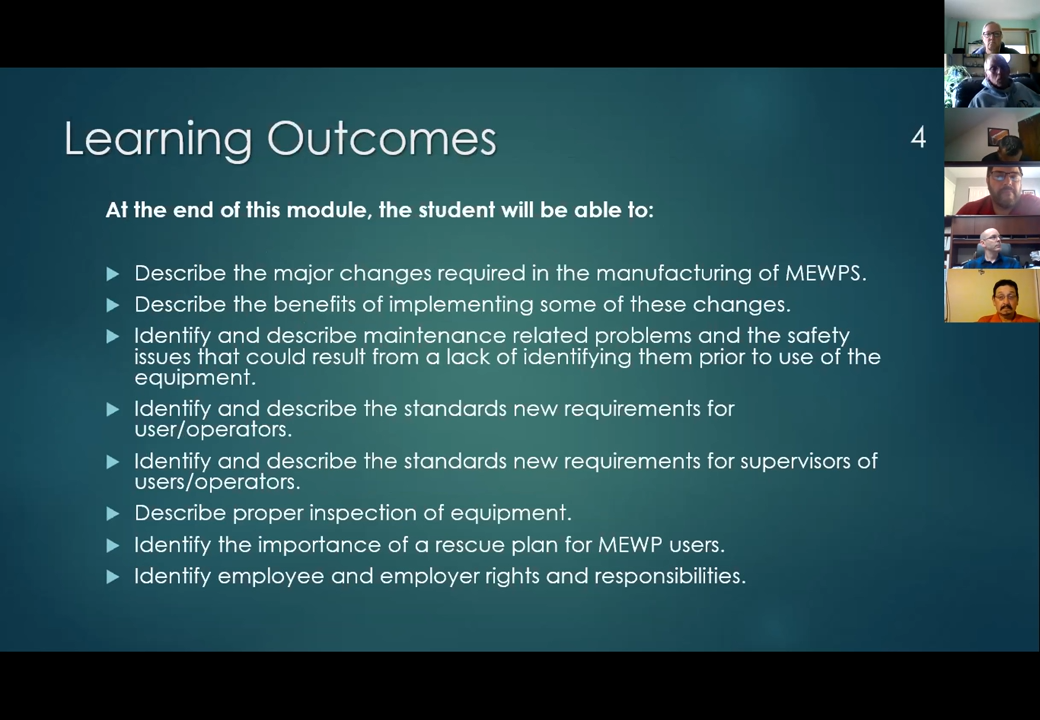 Learning Outcomes
4
At the end of this module, the student will be able to:
Describe the major changes required in the manufacturing of MEWPS.
Describe the benefits of implementing some of these changes.
Identify and describe maintenance related problems and the safety
issues that could result from a lack of identifying them prior to use of the
equipment.
Identify and describe the standards new requirements for
user/operators.
Identify and describe the standards new requirements for supervisors of
users/operators.
Describe proper inspection of equipment.
Identify the importance of a rescue plan for MEWP users.
Identify employee and employer rights and responsibilities.